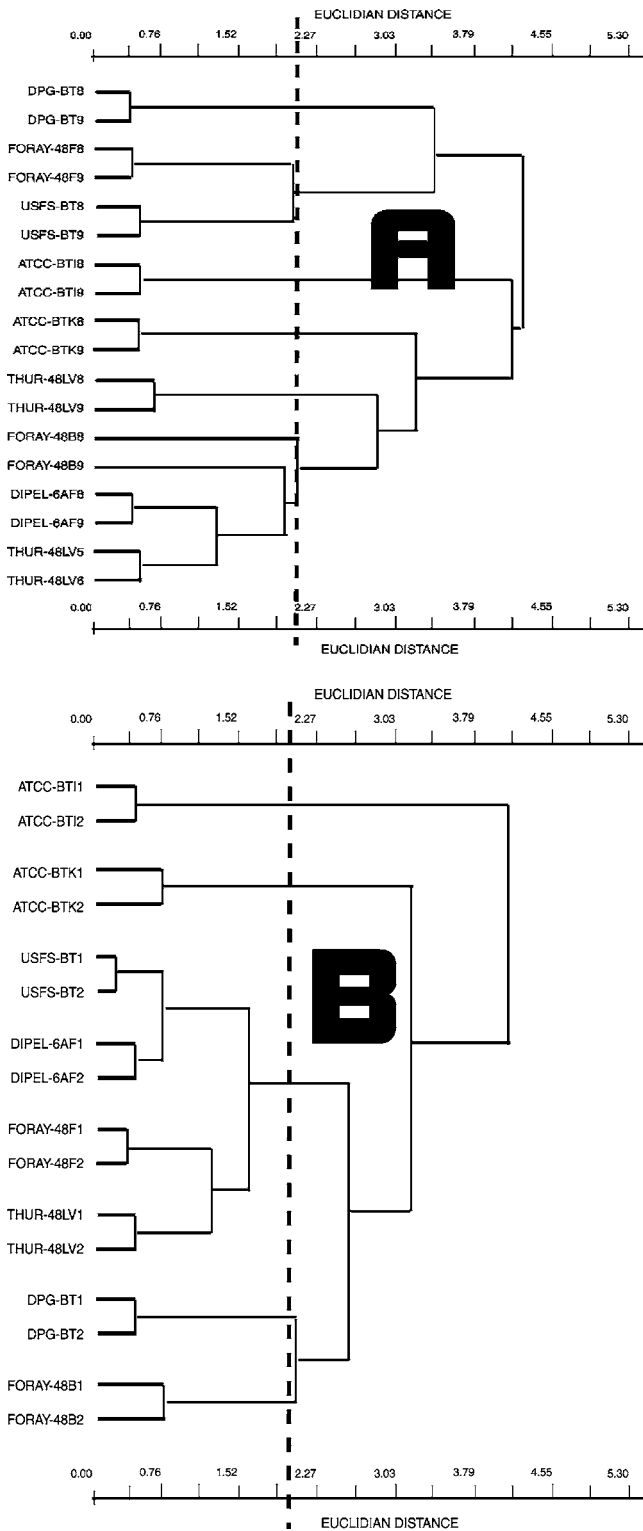 EUCLIDIAN DISTANCE
0.00 0.76 1.52 2.27 3.03 3.79 4.55 5.30
DPG-BT8
DPG-BT9
FORAY-48F8
FORAY-48F9
USFS-BT8
USFS-BT9
A
ATCC-BTI8
ATCC-BTI9
ATCC-BTK8
ATCC-BTK9
THUR-48LV8
THUR-48LV9
FORAY-48B8
FORAY-48B9
DIPEL-6AF8
DIPEL-6AF9
THUR-48LV5
THUR-48LV6
0.00 0.76 1.52 2.27 3.03 3.79 4.55 5.30
EUCLIDIAN DISTANCE
EUCLIDIAN DISTANCE
0.00 0.76 1.52 2.27 3.03 3.79 4.55 5.30
ATCC-BTI1
ATCC-BTI2
ATCC-BTK1
ATCC-BTK2
USFS-BT1
USFS-BT2
B
DIPEL-6AF1
DIPEL-6AF2
FORAY-48F1
FORAY-48F2
THUR-48LV1
THUR-48LV2
DPG-BT1
DPG-BT2
FORAY-48B1
FORAY-48B2
0.00 0.76 1.52 2.27 3.03 3.79 4.55 5.30
EUCLIDIAN DISTANCE